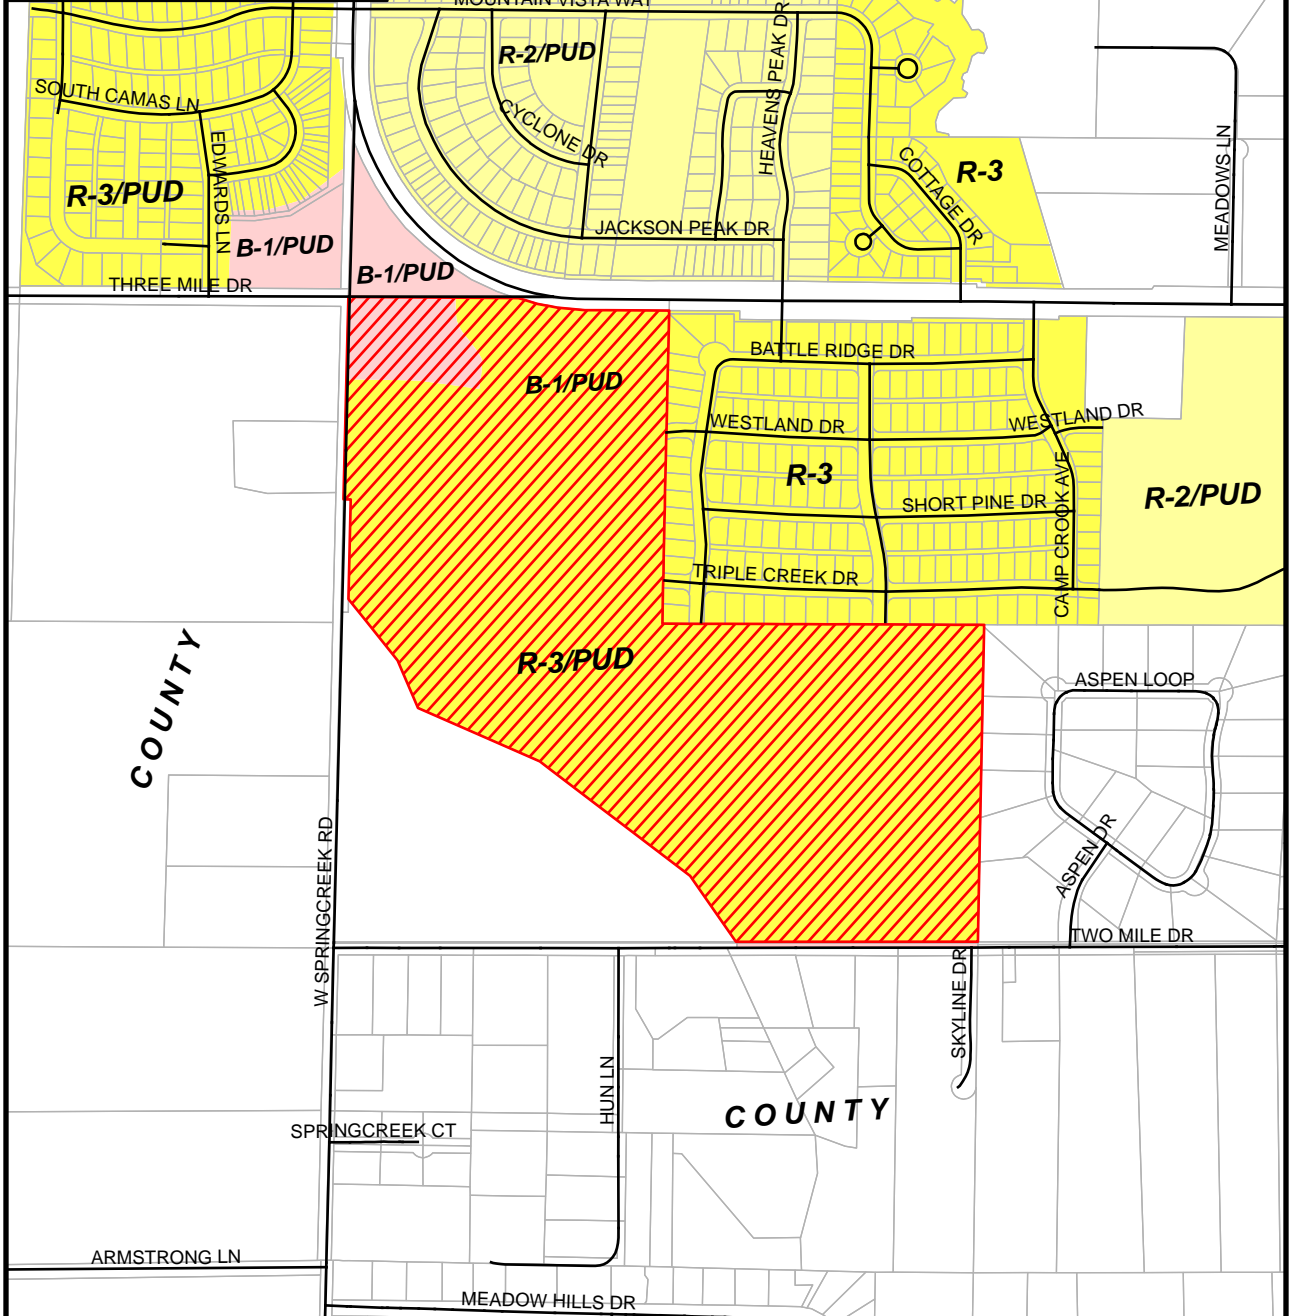 MOUNTAIN VISTA WAY
R-2/PUD
HEAVENS PEAK DR
SOUTH CAMAS LN
CYCLONE DR
EDWARDS LN
COTTAGE DR
MEADOWS LN
R-3/PUD
R-3
B-1/PUD
JACKSON PEAK DR
B-1/PUD
THREE MILE DR
BATTLE RIDGE DR
B-1/PUD
WESTLAND DR
WESTLAND DR
R-3
CAMP CROOK AVE
SHORT PINE DR
R-2/PUD
TRIPLE CREEK DR
COUNTY
R-3/PUD
ASPEN LOOP
ASPEN DR
W SPRINGCREEK RD
TWO MILE DR
SKYLINE DR
HUN LN
COUNTY
SPRINGCREEK CT
ARMSTRONG LN
MEADOW HILLS DR